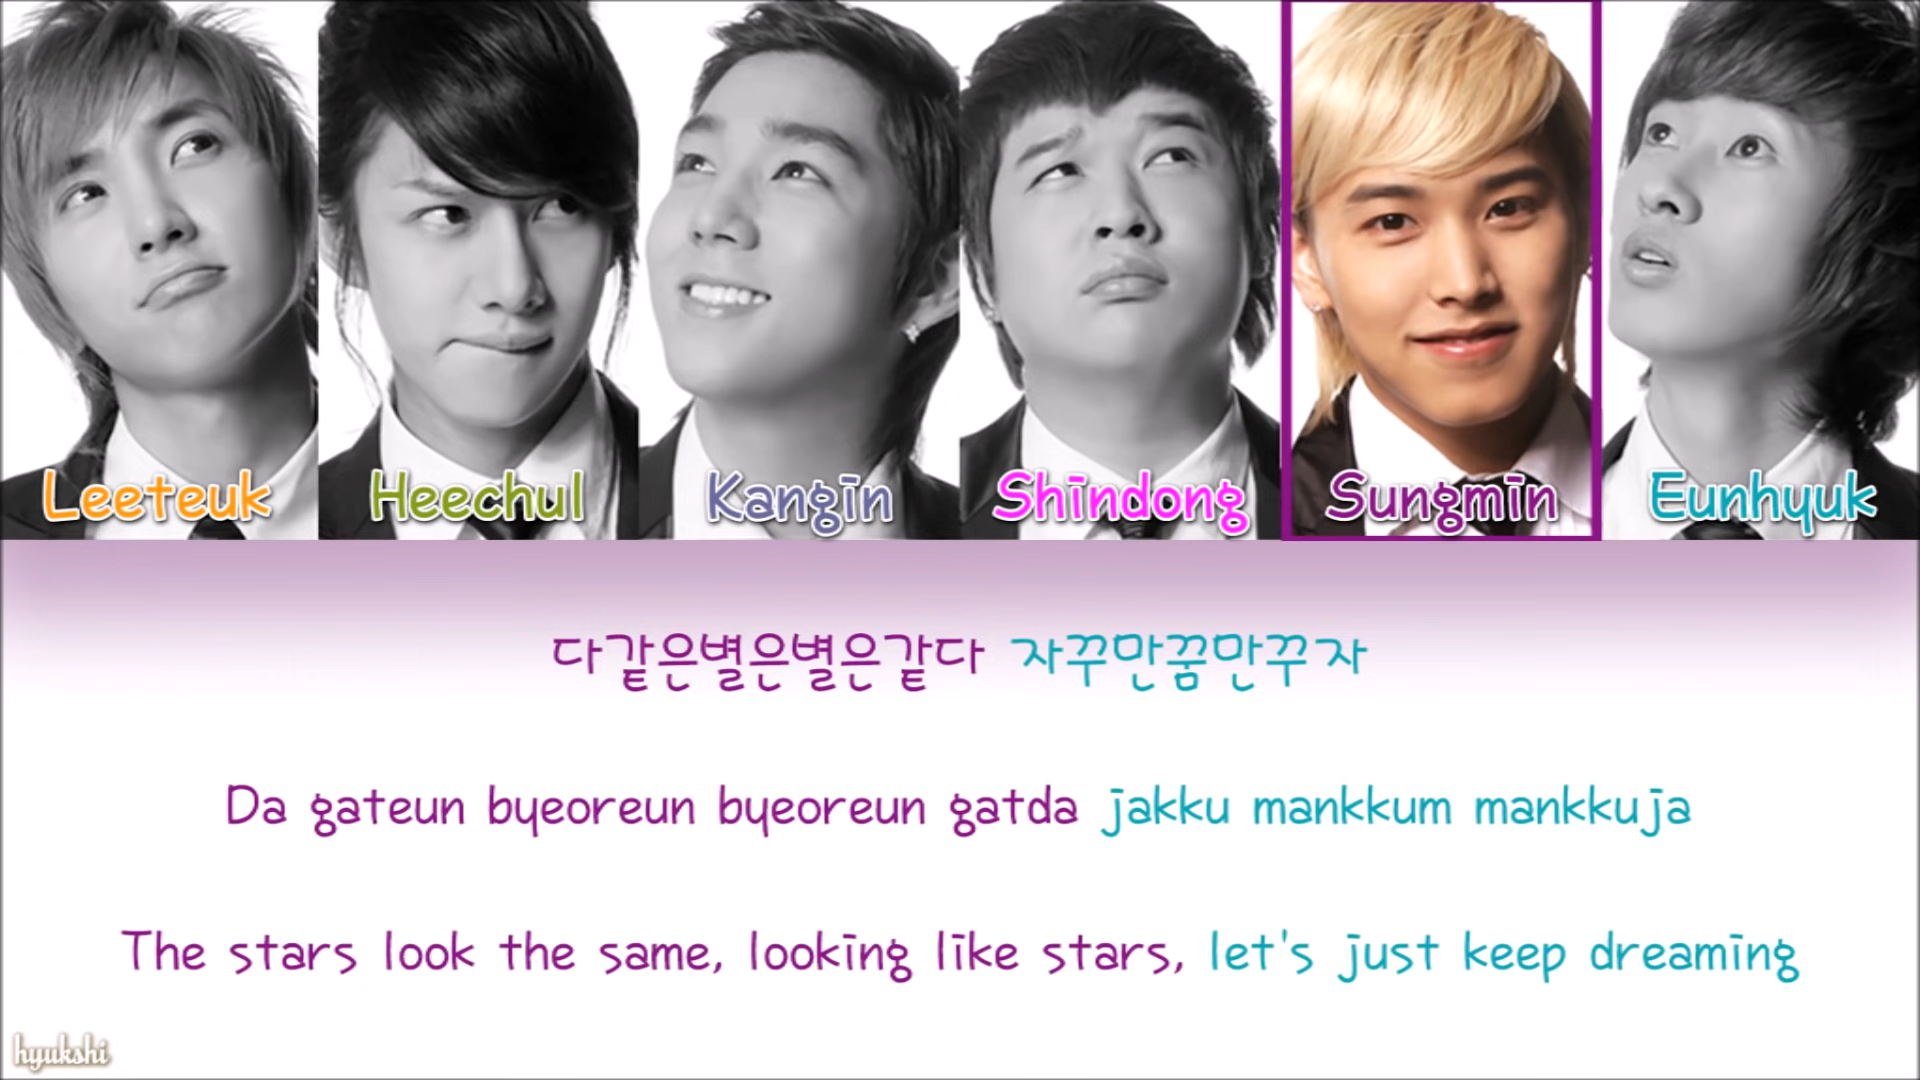 Leeteuk Heechul Kangin Shindong Sungmin Eunhyuk
다같은별은별은같다 자꾸만꿈만꾸자
Da gateun byeoreun byeoreun gatda jakku mankkum mankkuja
The stars look the same, looking like stars, let's just keep dreaming
hyukshi